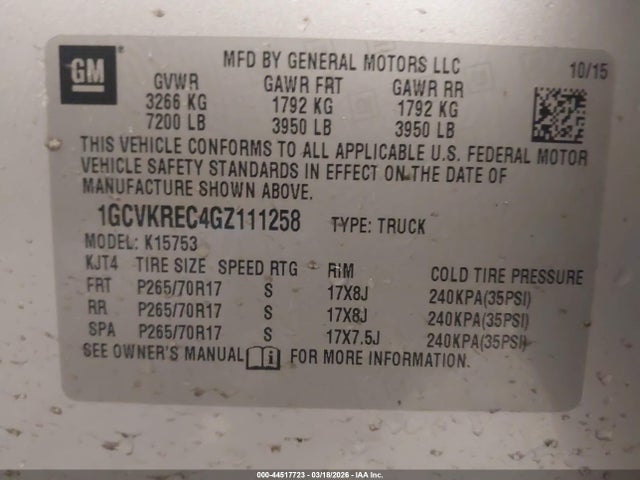 GM
MFD BY GENERAL MOTORS LLC 10/15
GVWR GAWR FRT GAWR RR
3266 KG 1792 KG 1792 KG
7200 LB 3950 LB 3950 LB
THIS VEHICLE CONFORMS TO ALL APPLICABLE U.S. FEDERAL MOTOR
VEHICLE SAFETY STANDARDS IN EFFECT ON THE DATE OF
MANUFACTURE SHOWN ABOVE.
1GCVKREC4GZ111258 TYPE: TRUCK
MODEL: K15753
KJT4 TIRE SIZE SPEED RTG RIM COLD TIRE PRESSURE
FRT P265/70R17 S 17X8J 240KPA(35PSI)
RR P265/70R17 S 17X8J 240KPA(35PSI)
SPA P265/70R17 S 17X7.5J 240KPA(35PSI)
SEE OWNER'S MANUAL FOR MORE INFORMATION.
000-44517723 - 03/18/2026 - IAA Inc.